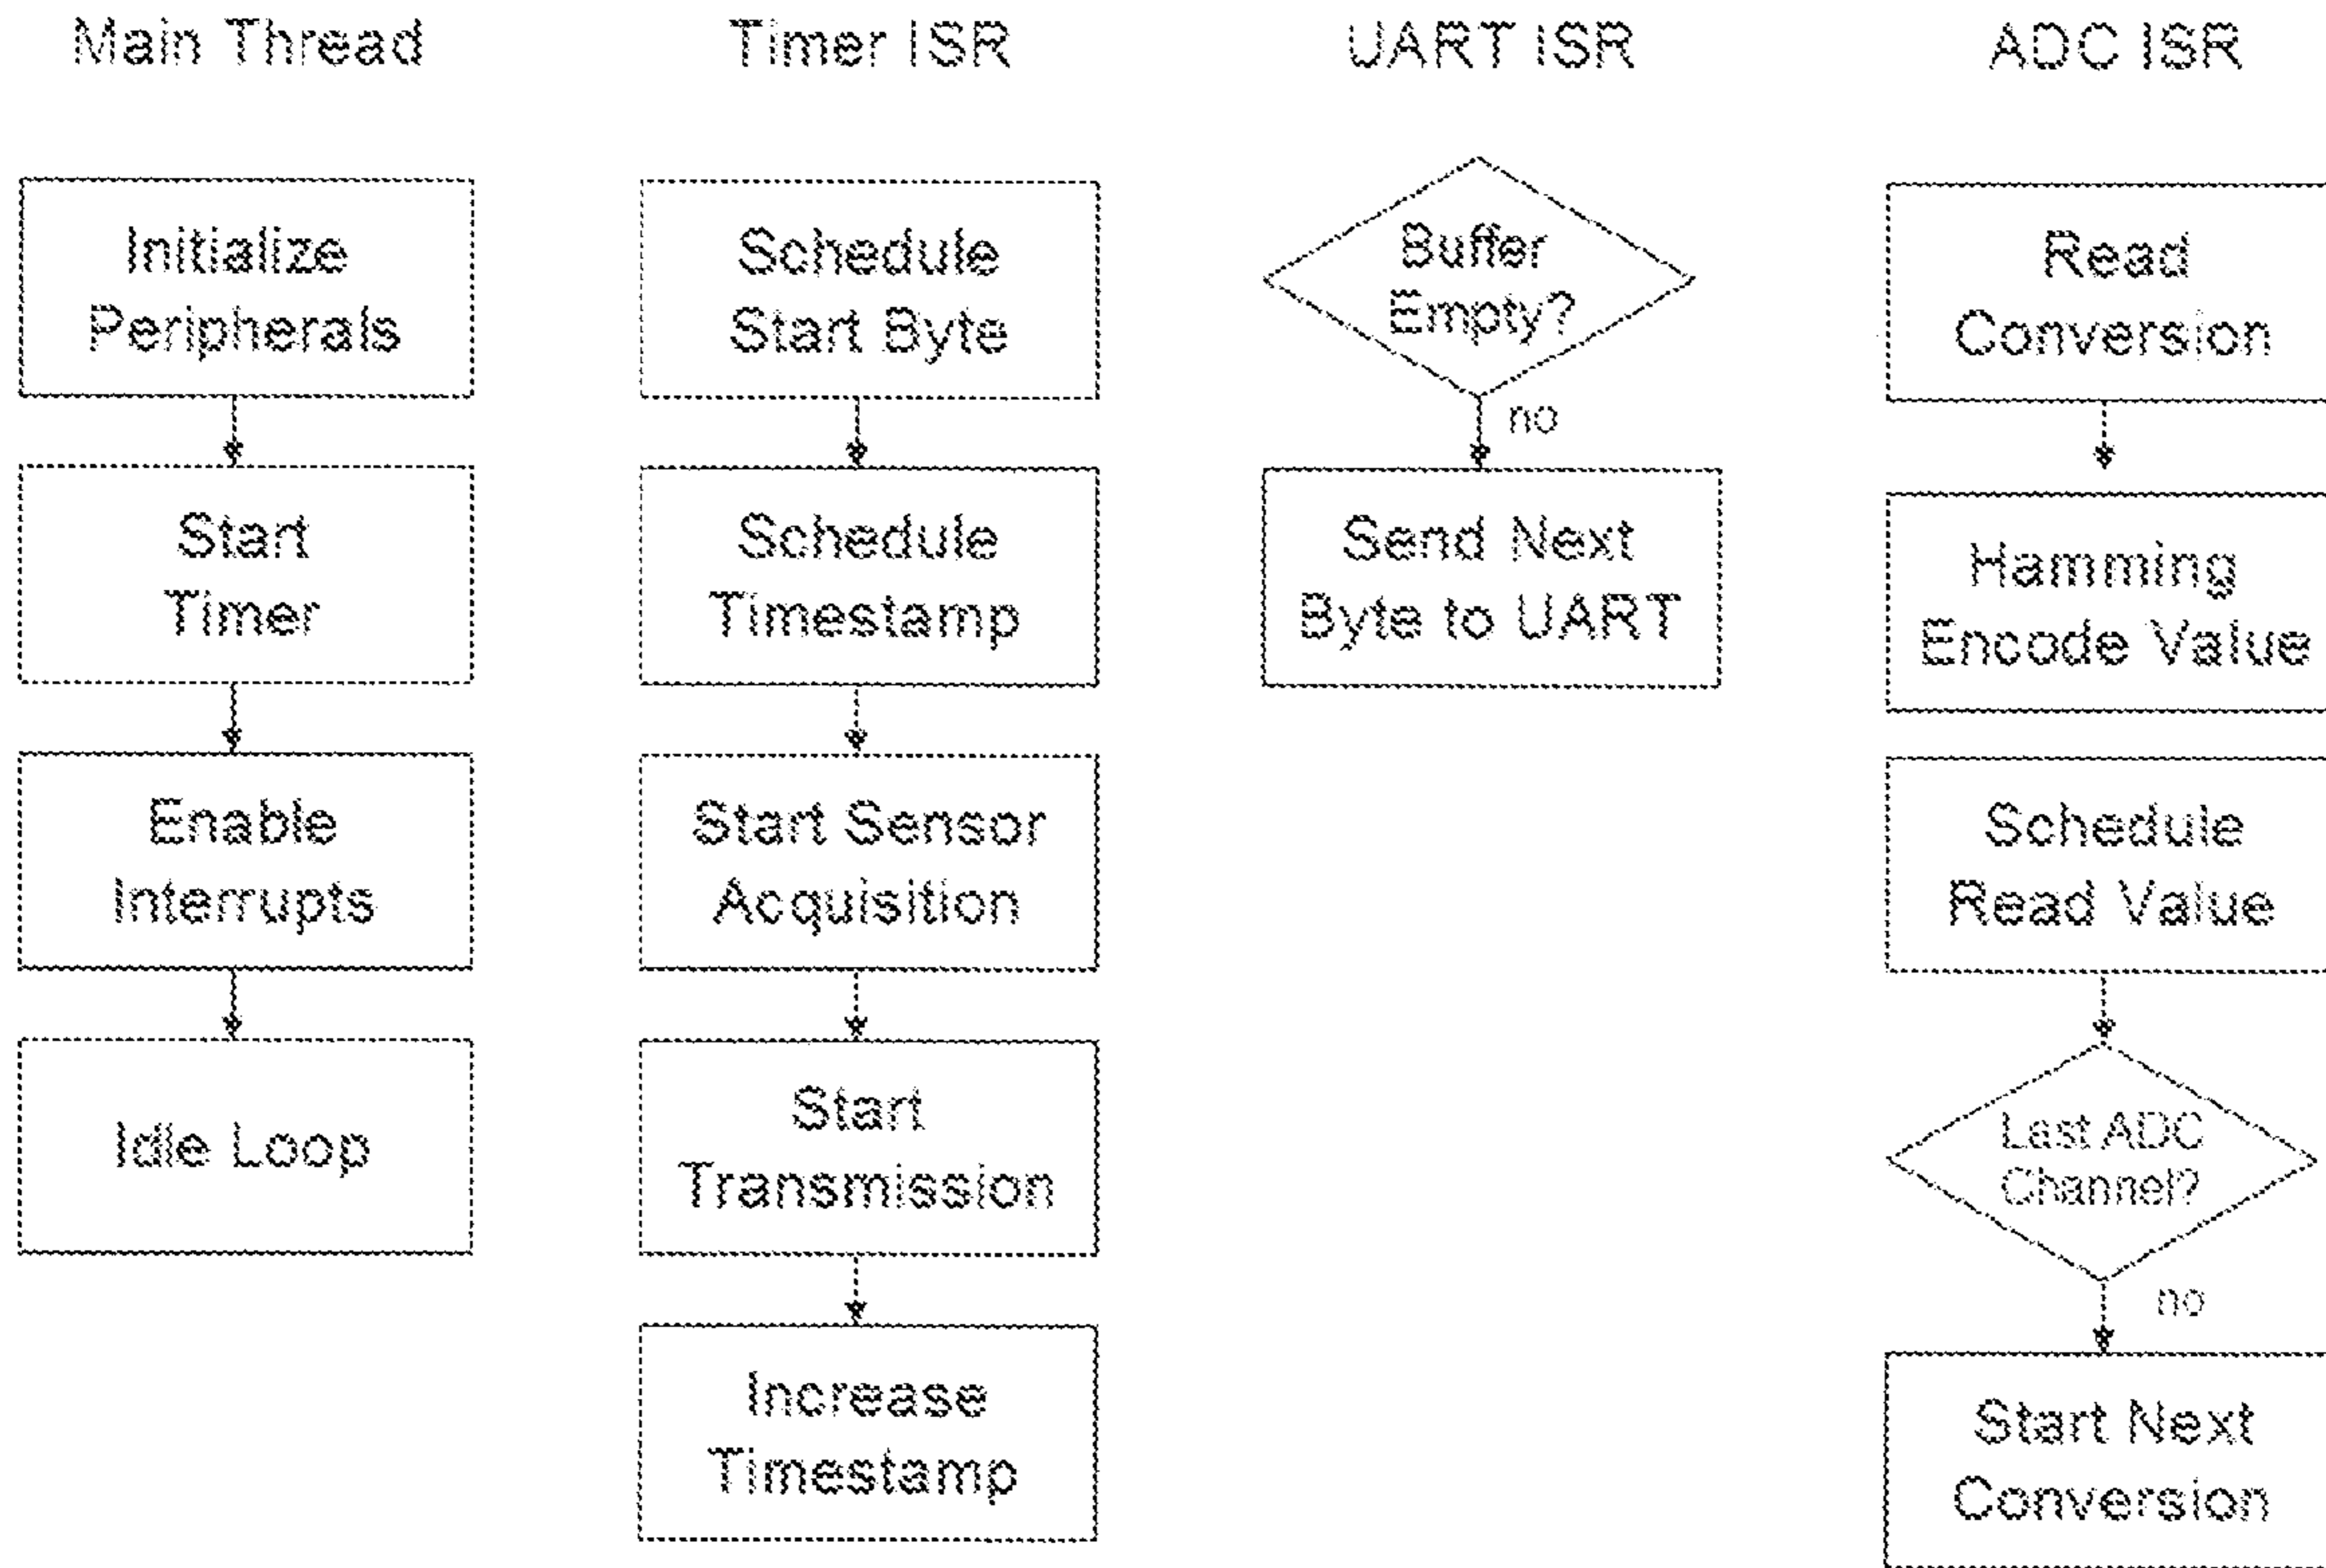 Main Thread
Initialize
Peripherals
Start
Timer
Enable
Interrupts
Idle Loop
Timer ISR
Schedule
Start Byte
Schedule
Timestamp
Start Sensor
Acquisition
Start
Transmission
Increase
Timestamp
UART ISR
Buffer
Empty?
no
Send Next
Byte to UART
ADC ISR
Read
Conversion
Hamming
Encode Value
Schedule
Read Value
Last ADC
Channel?
no
Start Next
Conversion